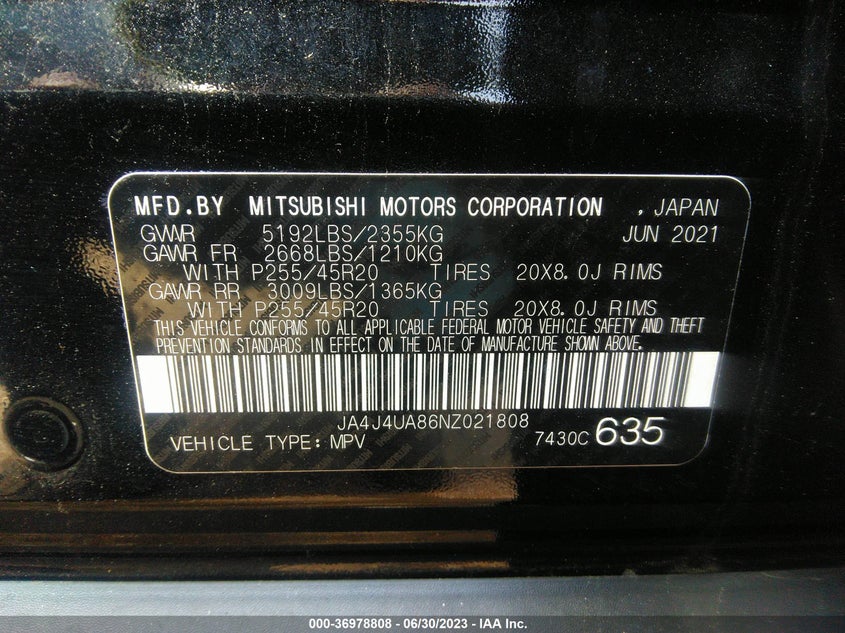 MFD.BY MITSUBISHI MOTORS CORPORATION , JAPAN
GVWR 5192LBS/2355KG JUN 2021
GAWR FR 2668LBS/1210KG
WITH P255/45R20 TIRES 20X8.0J RIMS
GAWR RR 3009LBS/1365KG
WITH P255/45R20 TIRES 20X8.0J RIMS
THIS VEHICLE CONFORMS TO ALL APPLICABLE FEDERAL MOTOR VEHICLE SAFETY AND THEFT
PREVENTION STANDARDS IN EFFECT ON THE DATE OF MANUFACTURE SHOWN ABOVE.
JA4J4UA86NZ021808
VEHICLE TYPE: MPV 7430C 635
000-36978808 - 06/30/2023 - IAA Inc.